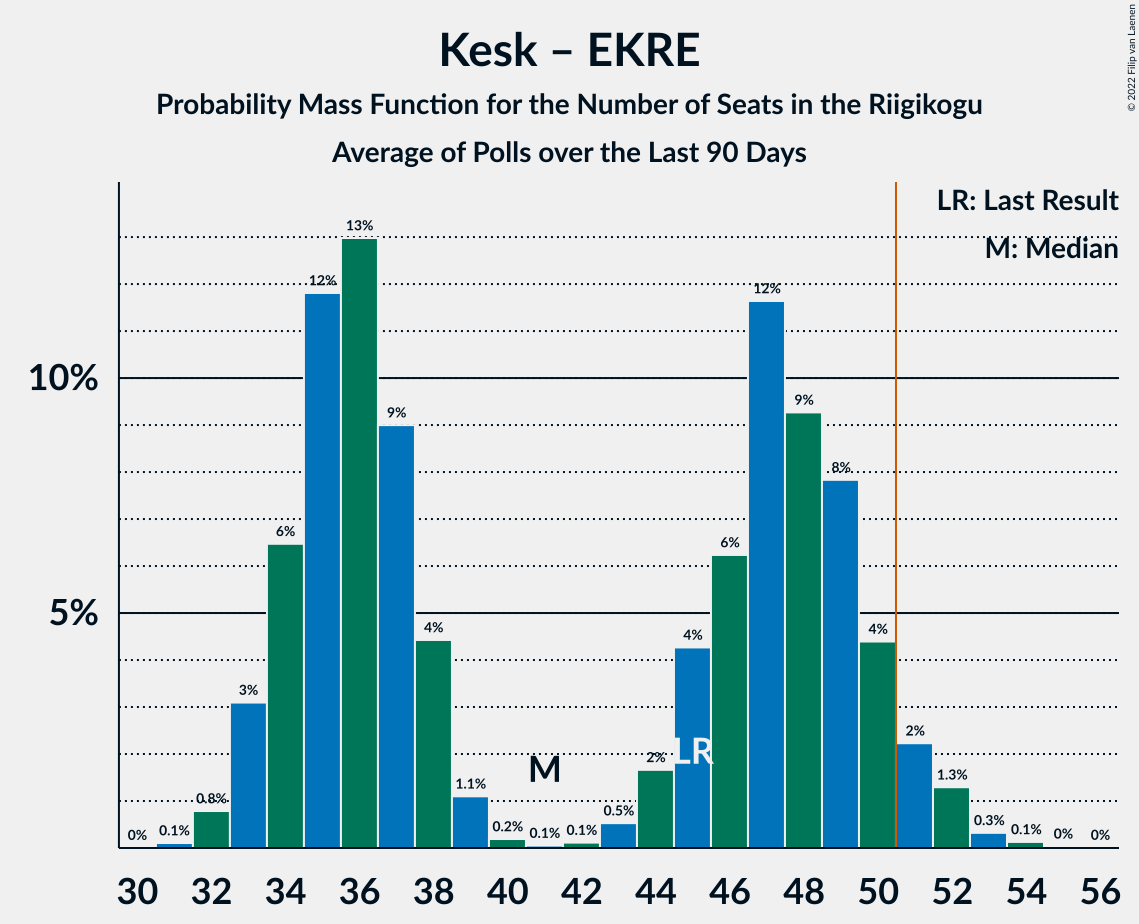 Kesk – EKRE
Probability Mass Function for the Number of Seats in the Riigikogu
Average of Polls over the Last 90 Days
© 2022 Filip van Laenen
LR: Last Result
M: Median
10%
5%
0% 0.1% 0.8% 3% 6% 12% 13% 9% 4% 1.1% 0.2% 0.1% 0.1% 0.5% 2% 4% 6% 12% 9% 8% 4% 2% 1.3% 0.3% 0.1% 0% 0%
M
LR
30 32 34 36 38 40 42 44 46 48 50 52 54 56